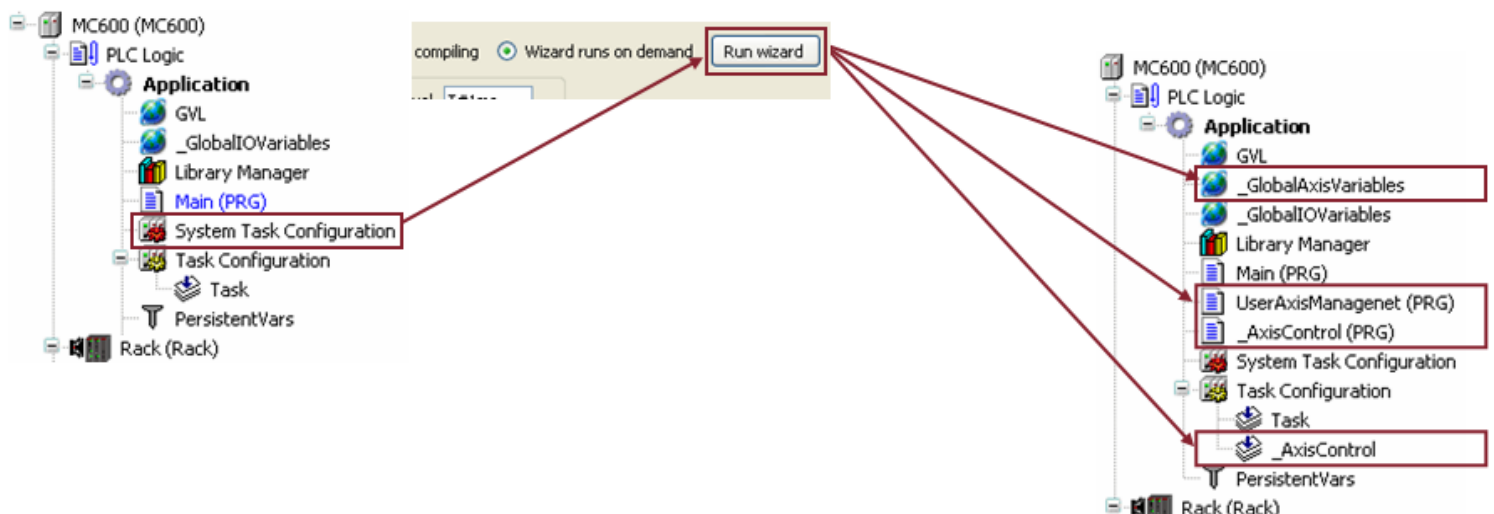 MC600 (MC600)
PLC Logic
Application
GVL
_GlobalIOVariables
Library Manager
Main (PRG)
System Task Configuration
Task Configuration
Task
PersistentVars
Rack (Rack)
compiling Wizard runs on demand Run wizard
T#1ms
MC600 (MC600)
PLC Logic
Application
GVL
_GlobalAxisVariables
_GlobalIOVariables
Library Manager
Main (PRG)
UserAxisManagenet (PRG)
_AxisControl (PRG)
System Task Configuration
Task Configuration
Task
_AxisControl
PersistentVars
Rack (Rack)